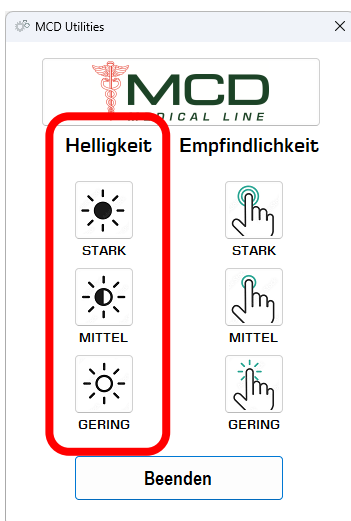 MCD Utilities
MCD
MEDICAL LINE
Helligkeit Empfindlichkeit
STARK STARK
MITTEL MITTEL
GERING GERING
Beenden